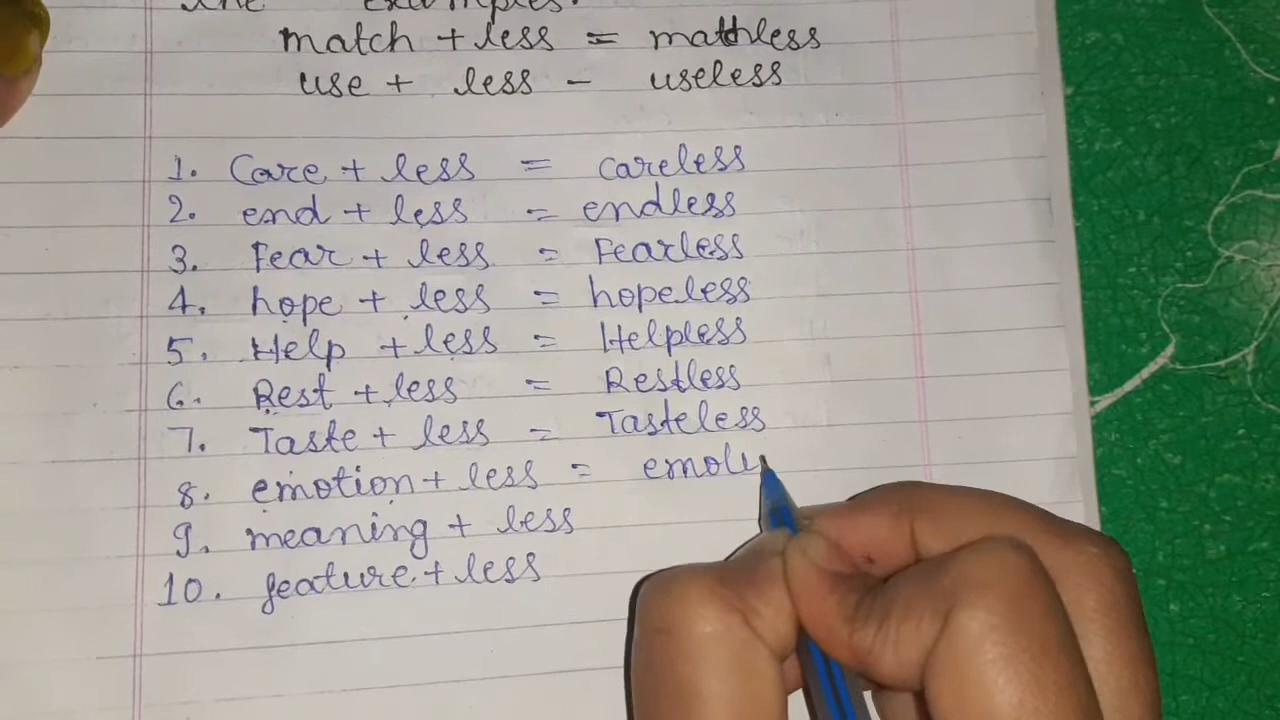 The examples.
match + less = mathless
use + less - useless
1. Care + less = careless
2. end + less = endless
3. Fear + less = Fearless
4. hope + less = hopeless
5. Help + less = Helpless
6. Rest + less = Restless
7. Taste + less = Tasteless
8. emotion + less = emoti
9. meaning + less
10. feature + less